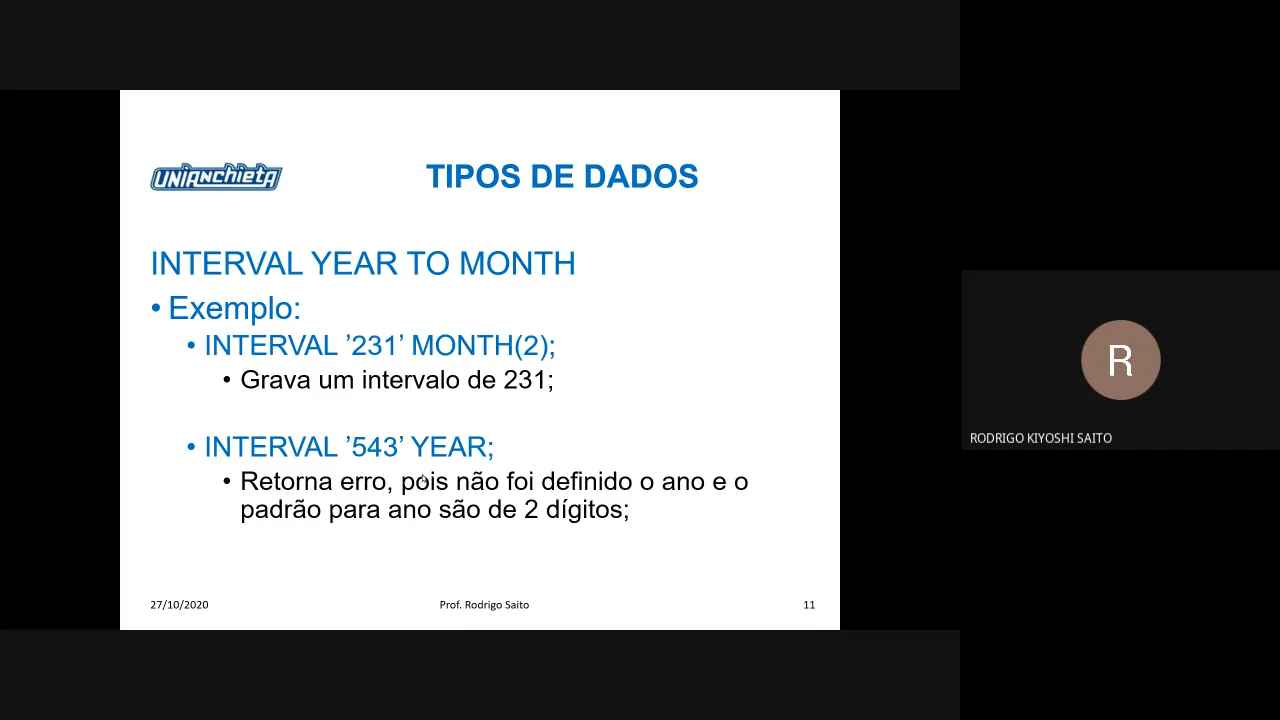 UNIANCHIETA
TIPOS DE DADOS
INTERVAL YEAR TO MONTH
• Exemplo:
• INTERVAL ’231’ MONTH(2);
• Grava um intervalo de 231;
• INTERVAL ’543’ YEAR;
• Retorna erro, pois não foi definido o ano e o
padrão para ano são de 2 dígitos;
27/10/2020
Prof. Rodrigo Saito
11
R
RODRIGO KIYOSHI SAITO